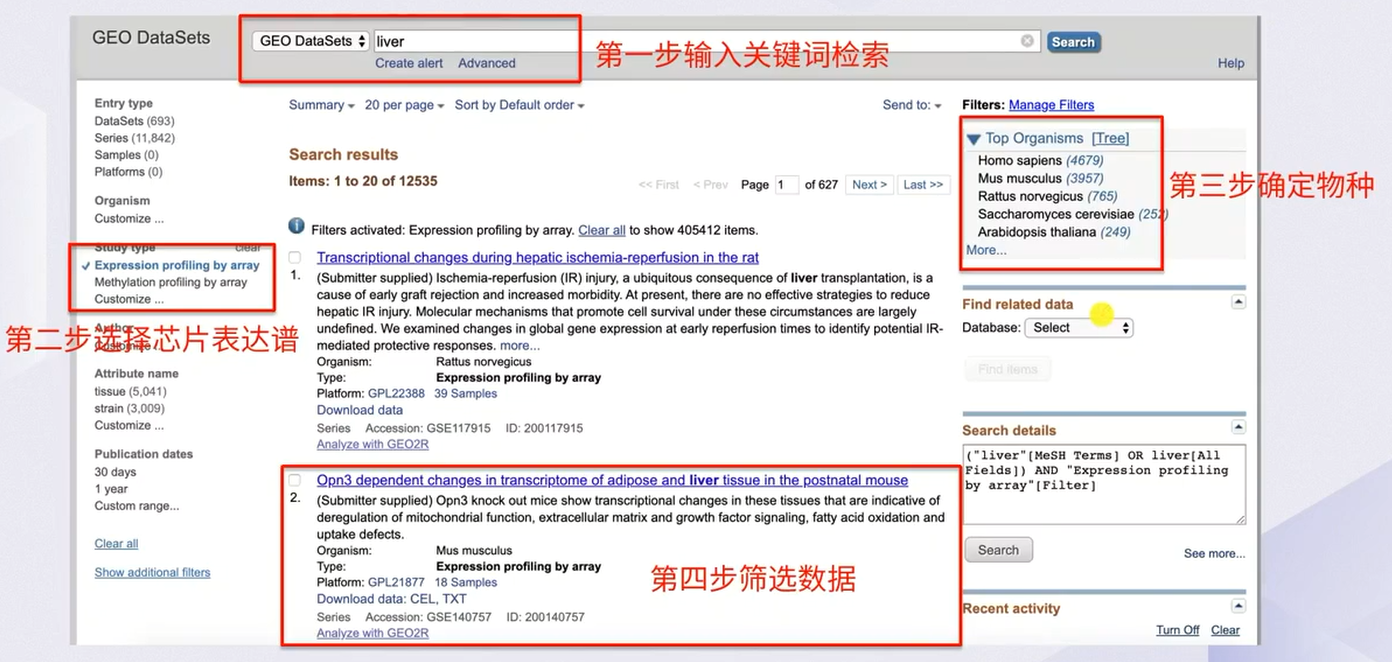 GEO DataSets
GEO DataSets
liver
Search
Create alert Advanced
Help
第一步输入关键词检索
Entry type
DataSets (693)
Series (11,842)
Samples (0)
Platforms (0)
Organism
Customize ...
Study type clear
✓ Expression profiling by array
Methylation profiling by array
Customize ...
第二步选择芯片表达谱
Author
Customize
Attribute name
tissue (5,041)
strain (3,009)
Customize ...
Publication dates
30 days
1 year
Custom range...
Clear all
Show additional filters
Summary 20 per page Sort by Default order Send to:
Search results
Items: 1 to 20 of 12535
<< First < Prev Page 1 of 627 Next > Last >>
Filters activated: Expression profiling by array. Clear all to show 405412 items.
Transcriptional changes during hepatic ischemia-reperfusion in the rat
1. (Submitter supplied) Ischemia-reperfusion (IR) injury, a ubiquitous consequence of liver transplantation, is a
cause of early graft rejection and increased morbidity. At present, there are no effective strategies to reduce
hepatic IR injury. Molecular mechanisms that promote cell survival under these circumstances are largely
undefined. We examined changes in global gene expression at early reperfusion times to identify potential IR-
mediated protective responses. more...
Organism: Rattus norvegicus
Type: Expression profiling by array
Platform: GPL22388 39 Samples
Download data
Series Accession: GSE117915 ID: 200117915
Analyze with GEO2R
Opn3 dependent changes in transcriptome of adipose and liver tissue in the postnatal mouse
2. (Submitter supplied) Opn3 knock out mice show transcriptional changes in these tissues that are indicative of
deregulation of mitochondrial function, extracellular matrix and growth factor signaling, fatty acid oxidation and
uptake defects.
Organism: Mus musculus
Type: Expression profiling by array
Platform: GPL21877 18 Samples
Download data: CEL, TXT
Series Accession: GSE140757 ID: 200140757
Analyze with GEO2R
第四步筛选数据
Filters: Manage Filters
Top Organisms [Tree]
Homo sapiens (4679)
Mus musculus (3957)
Rattus norvegicus (765)
Saccharomyces cerevisiae (252)
Arabidopsis thaliana (249)
More...
第三步确定物种
Find related data
Database: Select
Find items
Search details
("liver"[MeSH Terms] OR liver[All
Fields]) AND "Expression profiling
by array"[Filter]
Search
See more...
Recent activity
Turn Off Clear